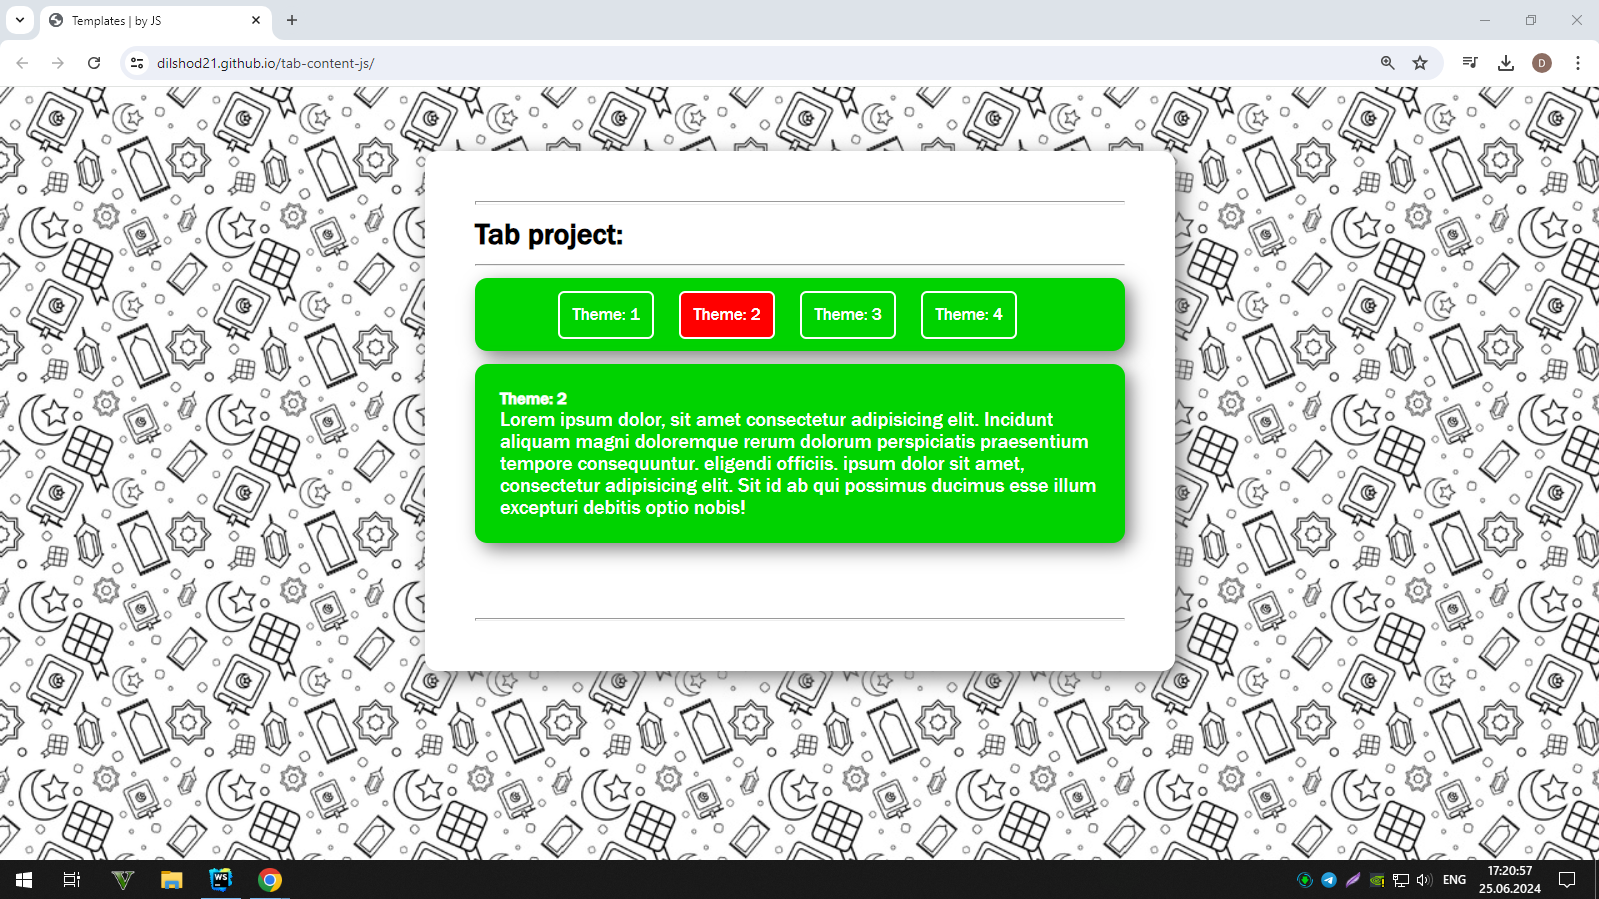 Templates | by JS
dilshod21.github.io/tab-content-js/
D
Tab project:
Theme: 1
Theme: 2
Theme: 3
Theme: 4
Theme: 2
Lorem ipsum dolor, sit amet consectetur adipisicing elit. Incidunt
aliquam magni doloremque rerum dolorum perspiciatis praesentium
tempore consequuntur. eligendi officiis. ipsum dolor sit amet,
consectetur adipisicing elit. Sit id ab qui possimus ducimus esse illum
excepturi debitis optio nobis!
WS
ENG
17:20:57
25.06.2024